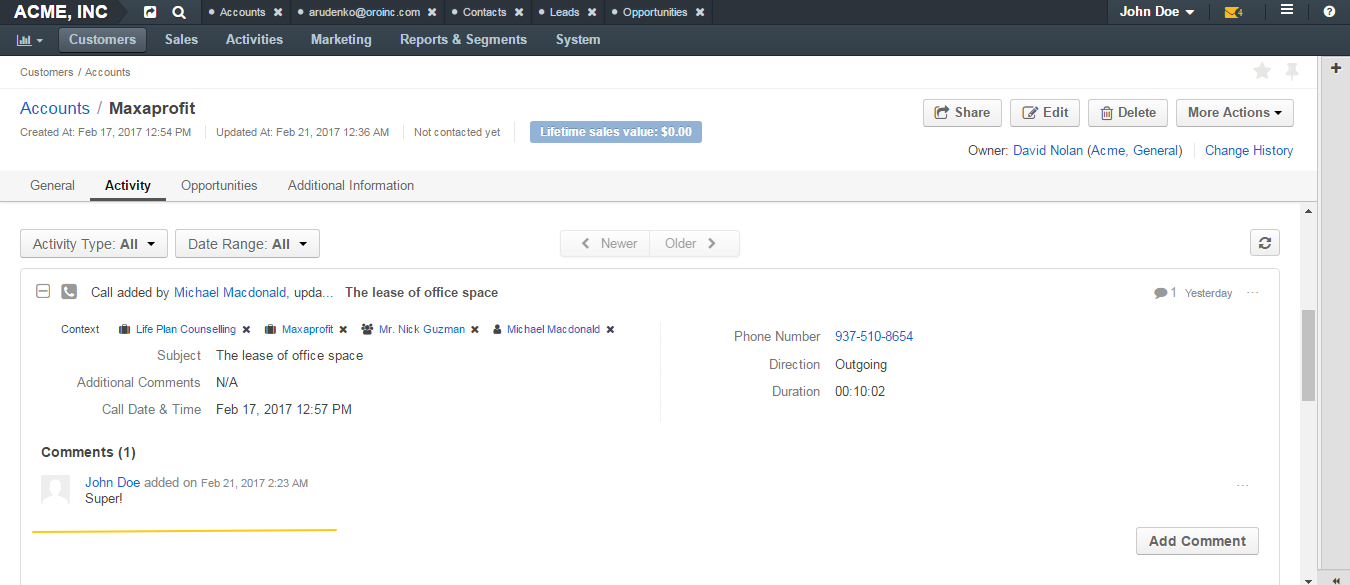 ACME, INC • Accounts ✖ • arudenko@oroinc.com ✖ • Contacts ✖ • Leads ✖ • Opportunities ✖ John Doe 4 ?
Customers Sales Activities Marketing Reports & Segments System
Customers / Accounts
Accounts / Maxaprofit Share Edit Delete More Actions
Created At: Feb 17, 2017 12:54 PM Updated At: Feb 21, 2017 12:36 AM Not contacted yet Lifetime sales value: $0.00
Owner: David Nolan (Acme, General) Change History
General Activity Opportunities Additional Information
Activity Type: All Date Range: All Newer Older
Call added by Michael Macdonald, upda... The lease of office space 1 Yesterday ...
Context Life Plan Counselling ✖ Maxaprofit ✖ Mr. Nick Guzman ✖ Michael Macdonald ✖
Phone Number 937-510-8654
Subject The lease of office space
Direction Outgoing
Additional Comments N/A
Duration 00:10:02
Call Date & Time Feb 17, 2017 12:57 PM
Comments (1)
John Doe added on Feb 21, 2017 2:23 AM ...
Super!
Add Comment